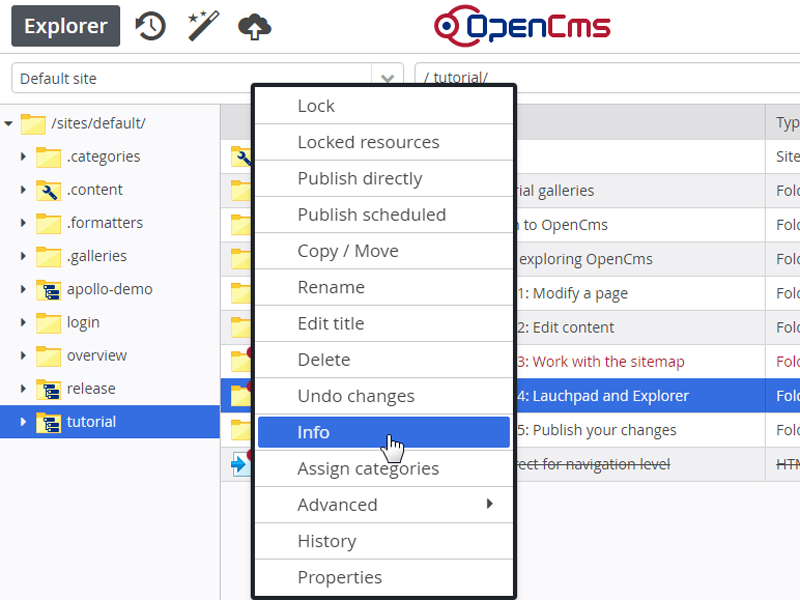 Explorer
OpenCms
Default site
/ tutorial/
/sites/default/
.categories
.content
.formatters
.galleries
apollo-demo
login
overview
release
tutorial
Lock
Locked resources
Publish directly
Publish scheduled
Copy / Move
Rename
Edit title
Delete
Undo changes
Info
Assign categories
Advanced
History
Properties
galleries
to OpenCms
exploring OpenCms
1: Modify a page
2: Edit content
3: Work with the sitemap
4: Lauchpad and Explorer
5: Publish your changes
for navigation level
Typ
Site
Fold
Fold
Fold
Fold
Fold
Fold
Fold
Fold
HTM